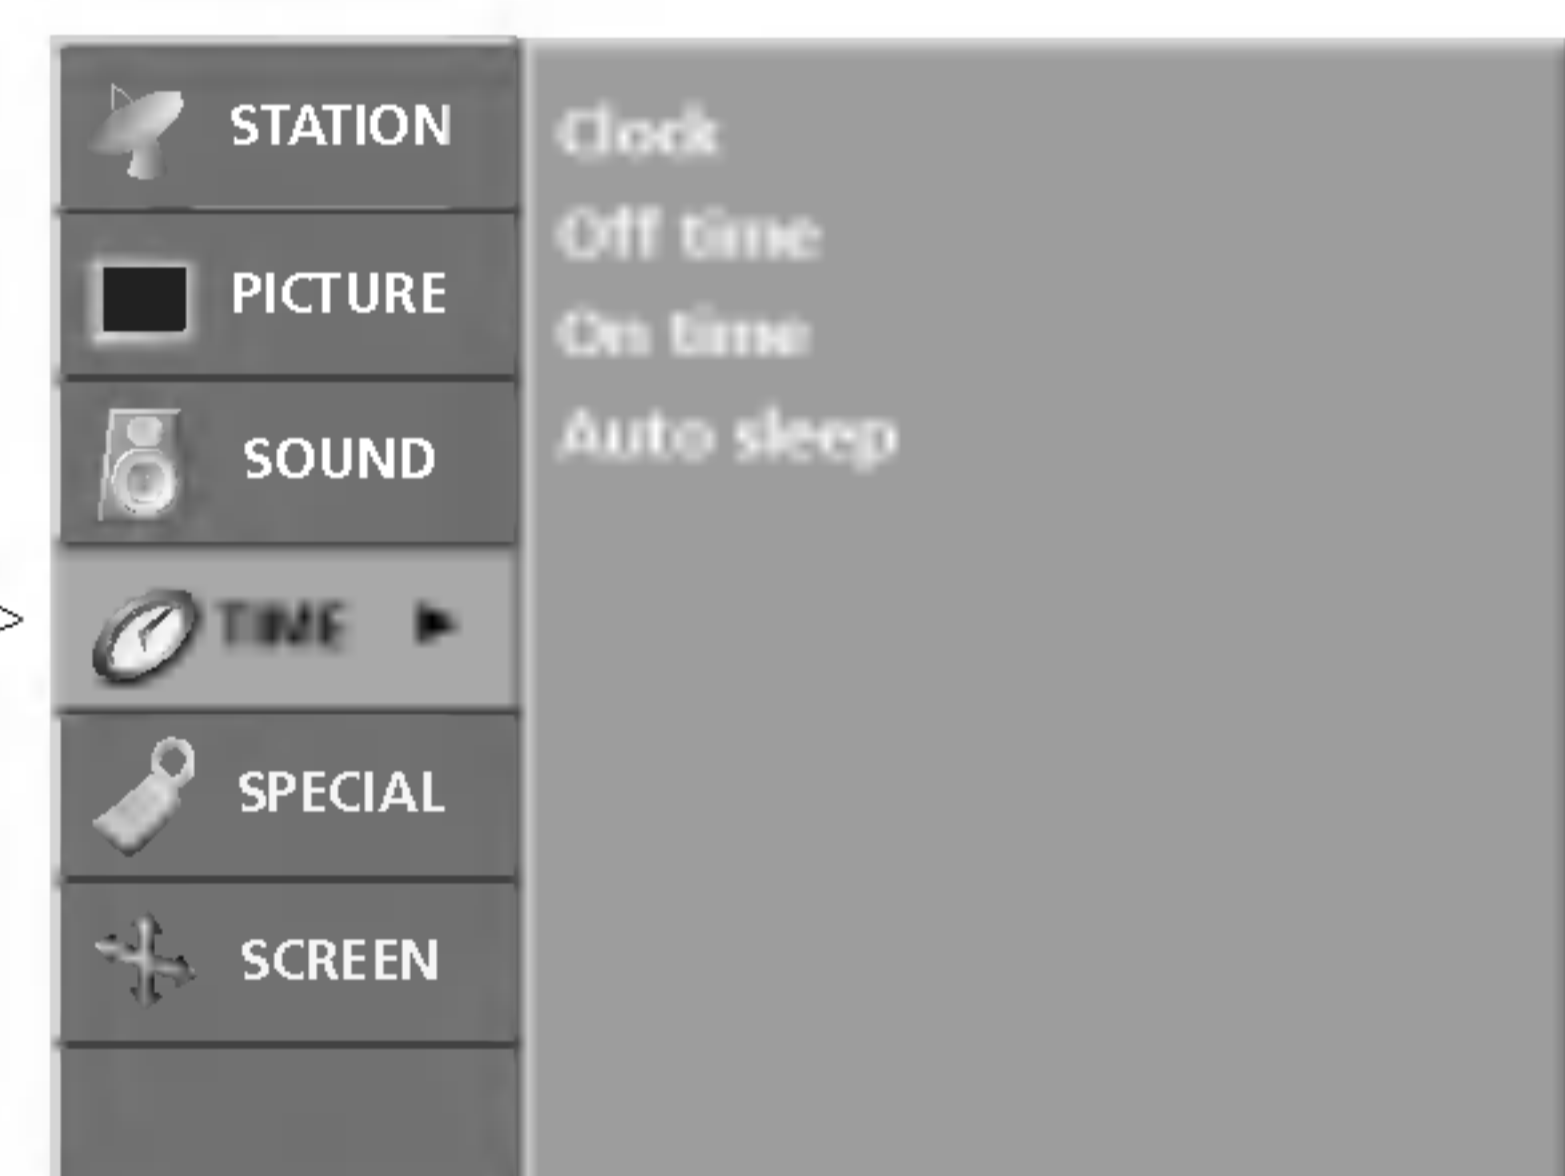 STATION
PICTURE
SOUND
TIME ►
SPECIAL
SCREEN
Clock
Off time
On time
Auto sleep